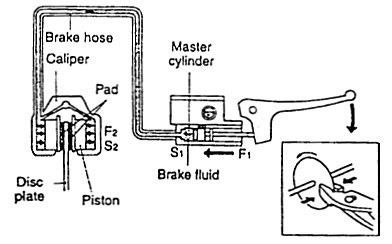 Brake hose
Caliper
Master
cylinder
Pad
F2
S2
S1
F1
Brake fluid
Disc
plate
Piston